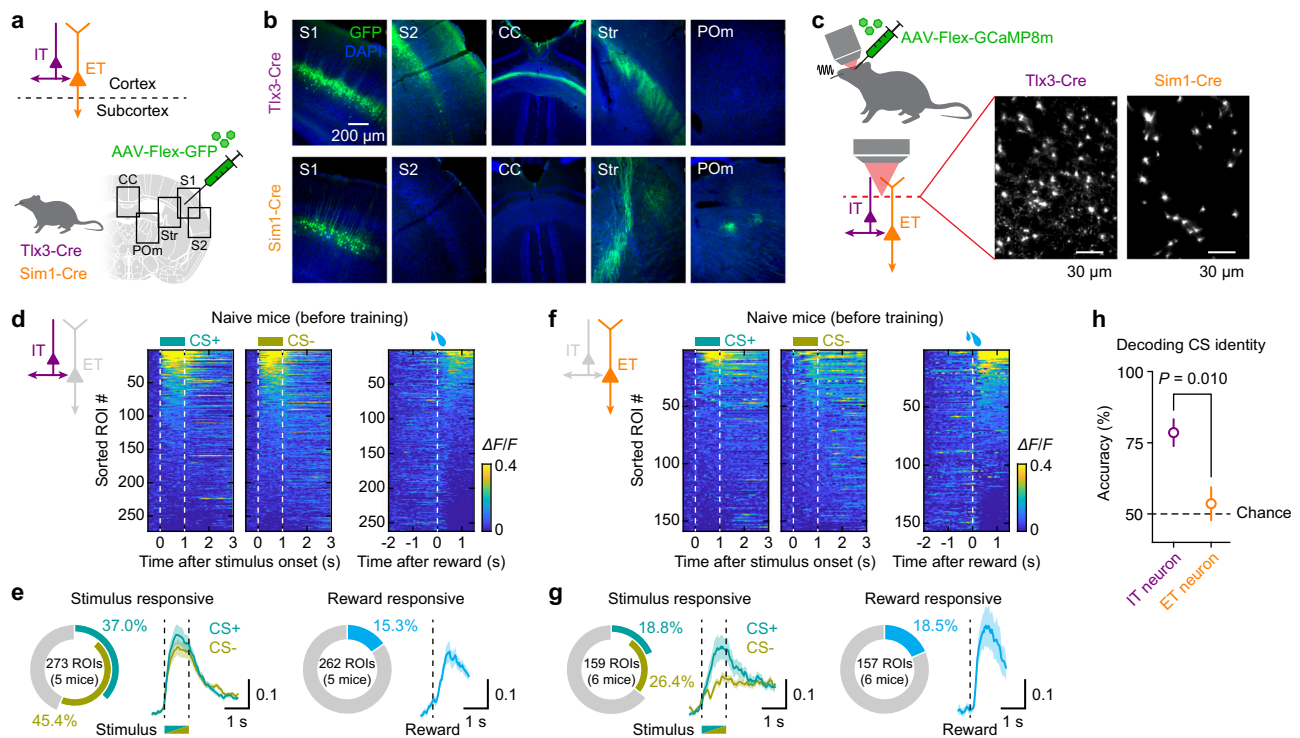 a
IT
ET
Cortex
Subcortex
AAV-Flex-GFP
CC
S1
Str
POm
S2
Tlx3-Cre
Sim1-Cre
b
Tlx3-Cre
S1
GFP
DAPI
200 µm
S2
CC
Str
POm
Sim1-Cre
S1
S2
CC
Str
POm
c
AAV-Flex-GCaMP8m
IT
ET
Tlx3-Cre
Sim1-Cre
30 µm
30 µm
d
IT
ET
Naive mice (before training)
CS+
CS-
Sorted ROI #
50
100
150
200
250
0 1 2 3
0 1 2 3
Time after stimulus onset (s)
50
100
150
200
250
-2 -1 0 1
Time after reward (s)
ΔF/F
0.4
0
f
IT
ET
Naive mice (before training)
CS+
CS-
Sorted ROI #
50
100
150
0 1 2 3
0 1 2 3
Time after stimulus onset (s)
50
100
150
-2 -1 0 1
Time after reward (s)
ΔF/F
0.4
0
h
Decoding CS identity
P = 0.010
Accuracy (%)
100
75
50
Chance
IT neuron
ET neuron
e
Stimulus responsive
37.0%
273 ROIs
(5 mice)
45.4%
CS+
CS-
0.1
1 s
Stimulus
Reward responsive
15.3%
262 ROIs
(5 mice)
0.1
1 s
Reward
g
Stimulus responsive
18.8%
159 ROIs
(6 mice)
26.4%
CS+
CS-
0.1
1 s
Stimulus
Reward responsive
18.5%
157 ROIs
(6 mice)
0.1
1 s
Reward